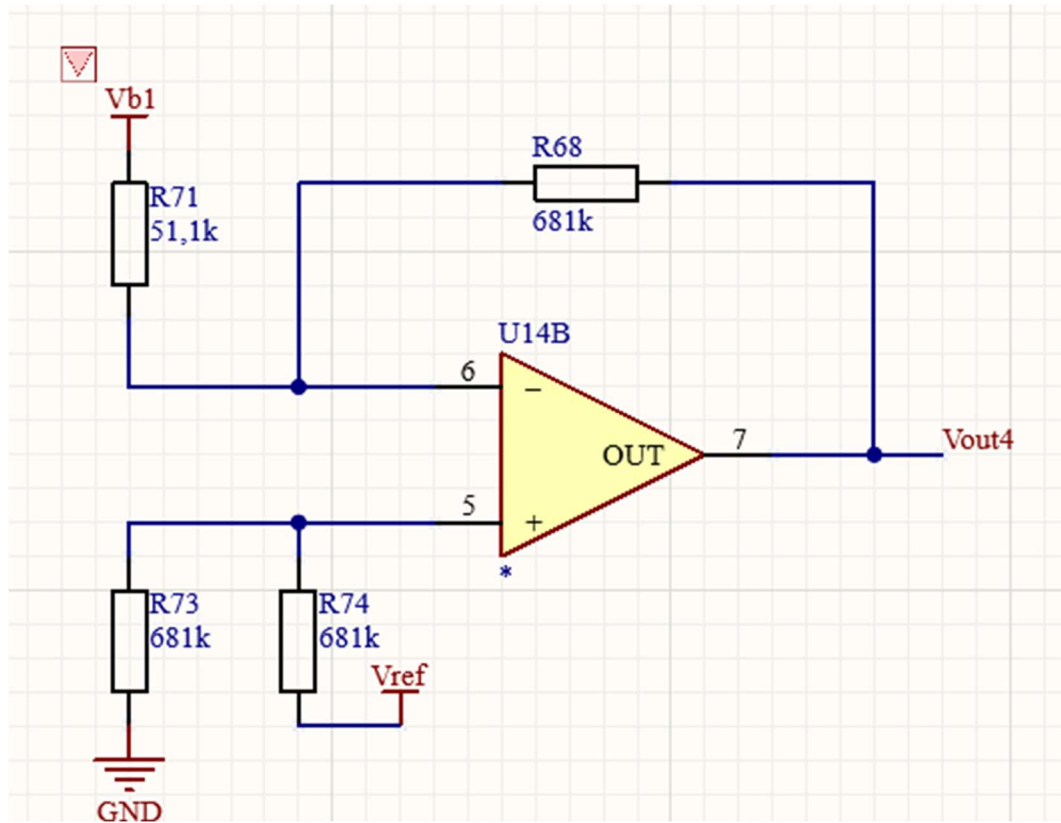 Vb1
R71
51,1k
R68
681k
U14B
6
−
OUT
7
Vout4
5
+
*
R73
681k
R74
681k
Vref
GND